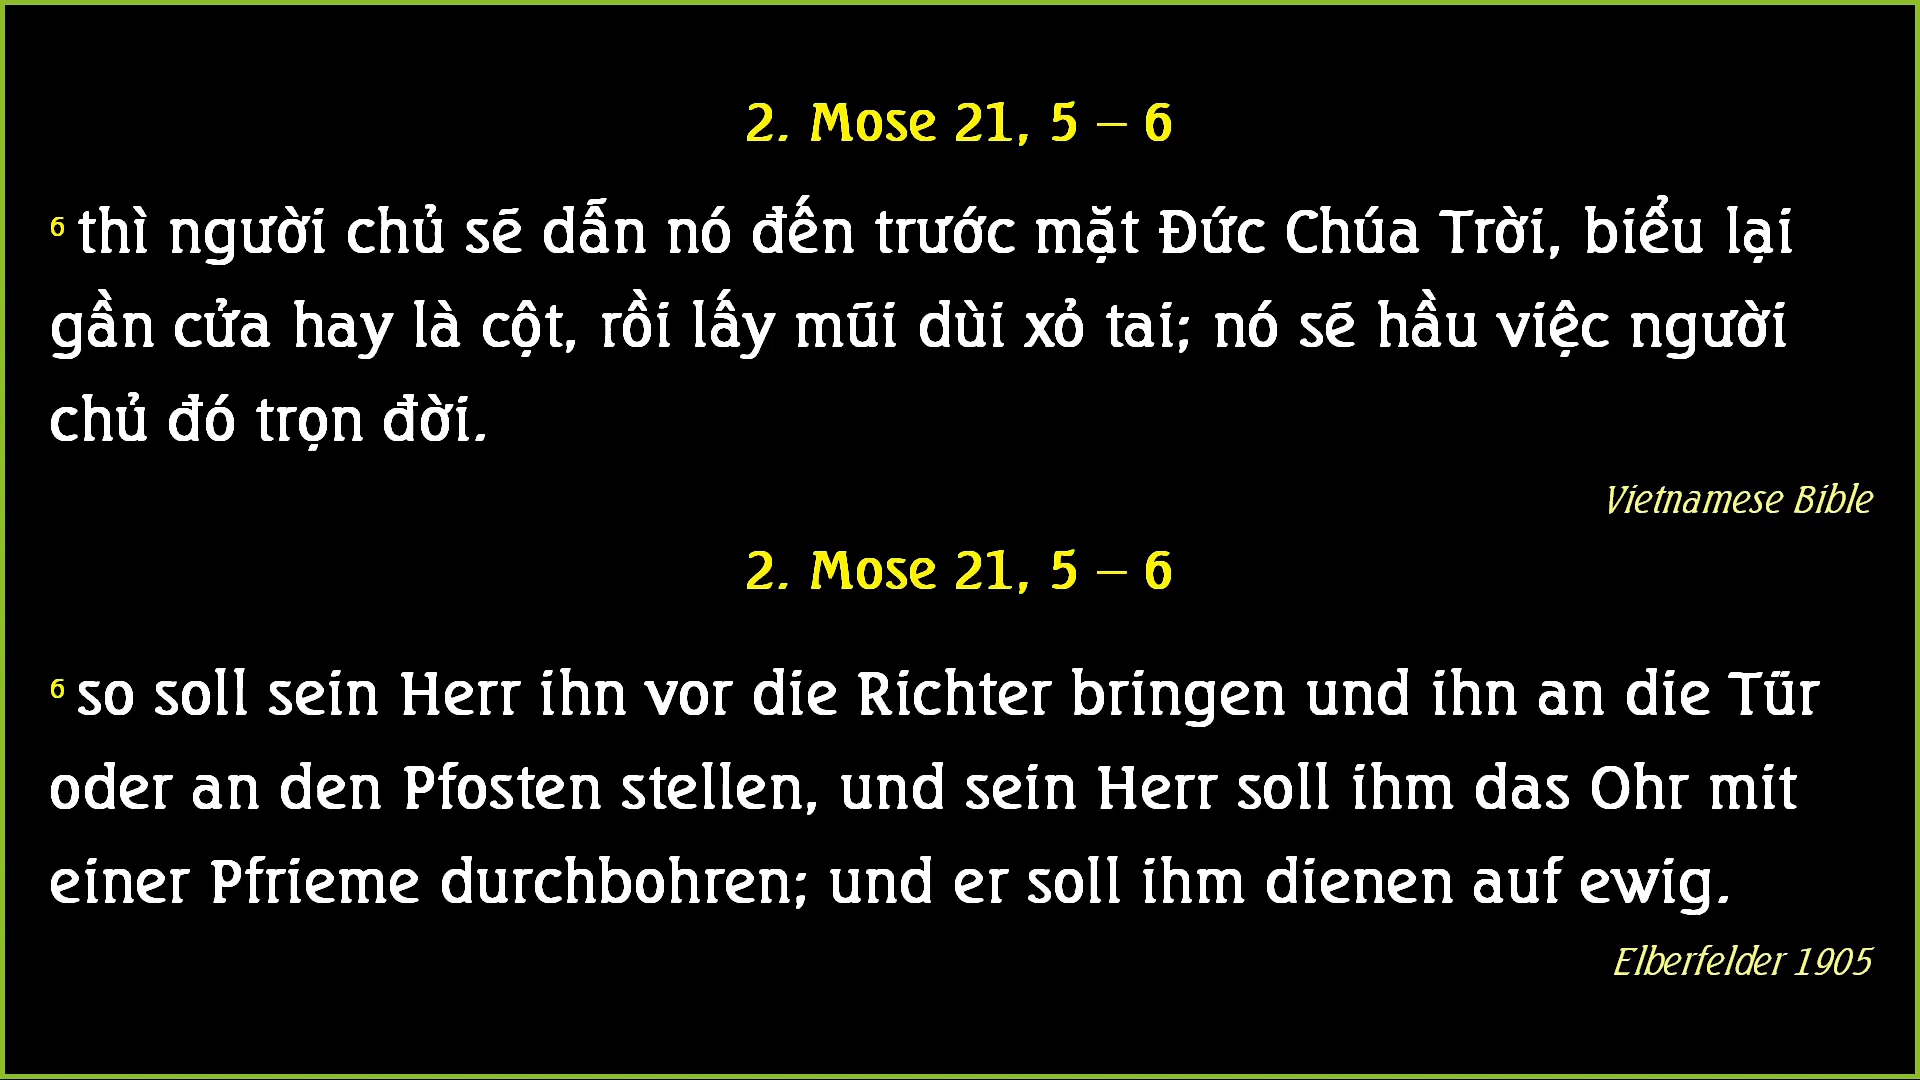 2. Mose 21, 5 – 6
6 thì người chủ sẽ dẫn nó đến trước mặt Đức Chúa Trời, biểu lại
gần cửa hay là cột, rồi lấy mũi dùi xỏ tai; nó sẽ hầu việc người
chủ đó trọn đời.
Vietnamese Bible
2. Mose 21, 5 – 6
6 so soll sein Herr ihn vor die Richter bringen und ihn an die Tür
oder an den Pfosten stellen, und sein Herr soll ihm das Ohr mit
einer Pfrieme durchbohren; und er soll ihm dienen auf ewig.
Elberfelder 1905